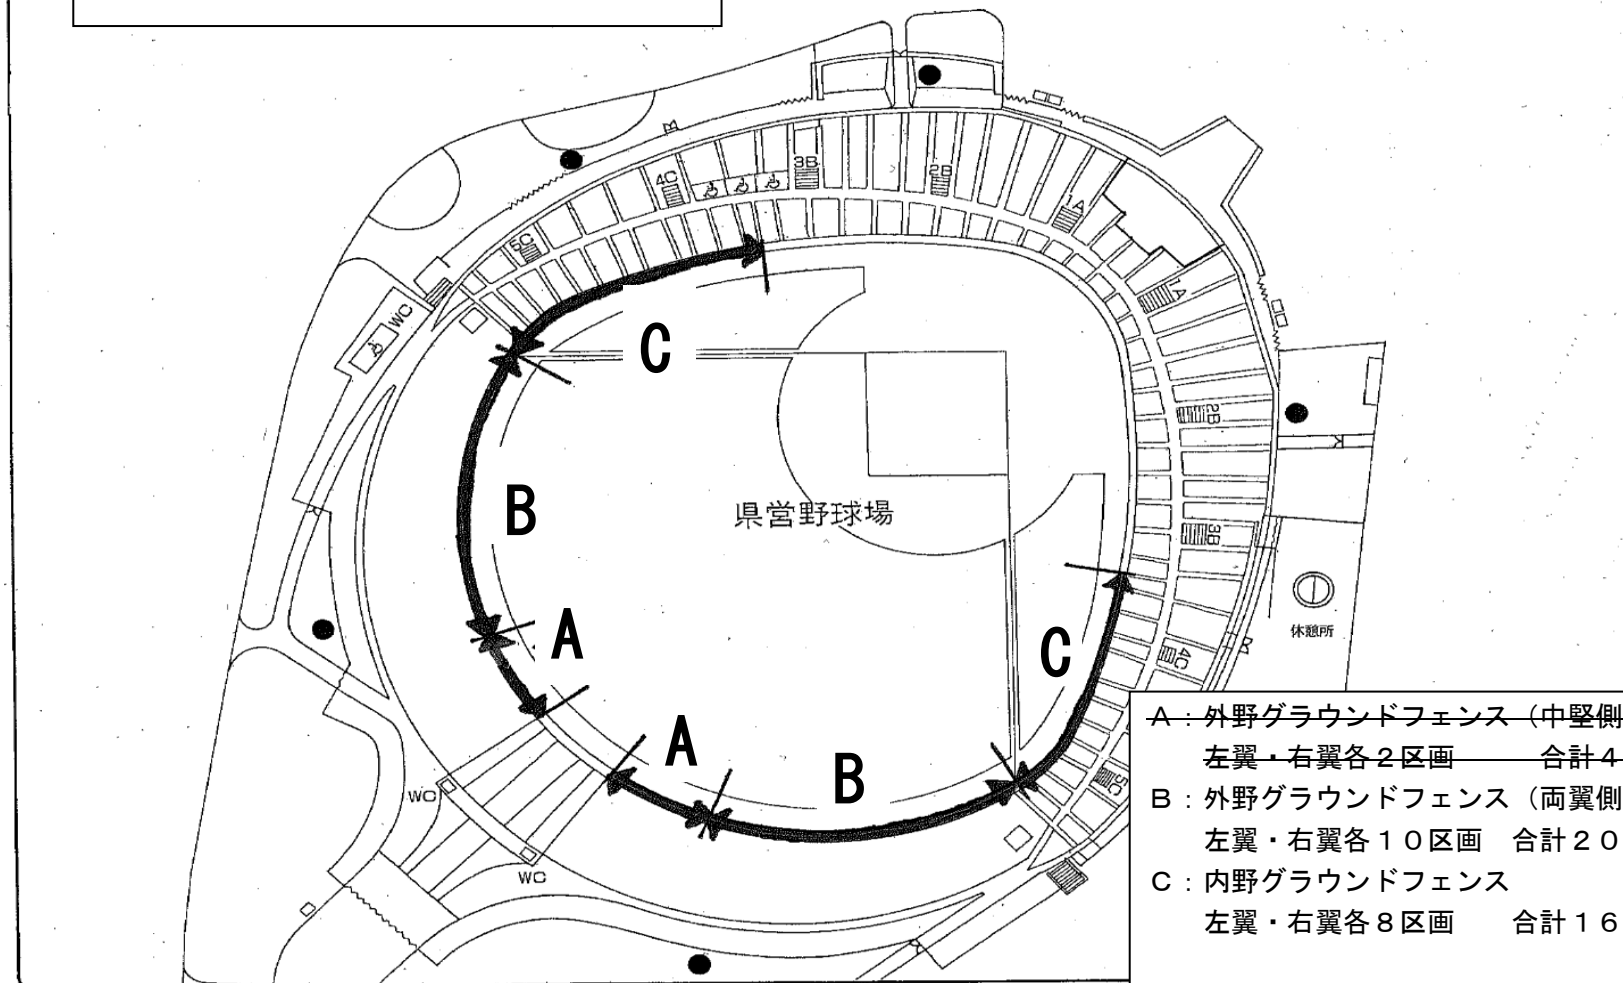 3B
2B
4C
1A
5C
1A
WC
C
2B
B
県営野球場
3B
A
C
休憩所
4C
A
B
5C
WC
WC
A：外野グラウンドフェンス（中堅側
左翼・右翼各２区画　合計４
B：外野グラウンドフェンス（両翼側
左翼・右翼各１０区画　合計２０
C：内野グラウンドフェンス
左翼・右翼各８区画　合計１６